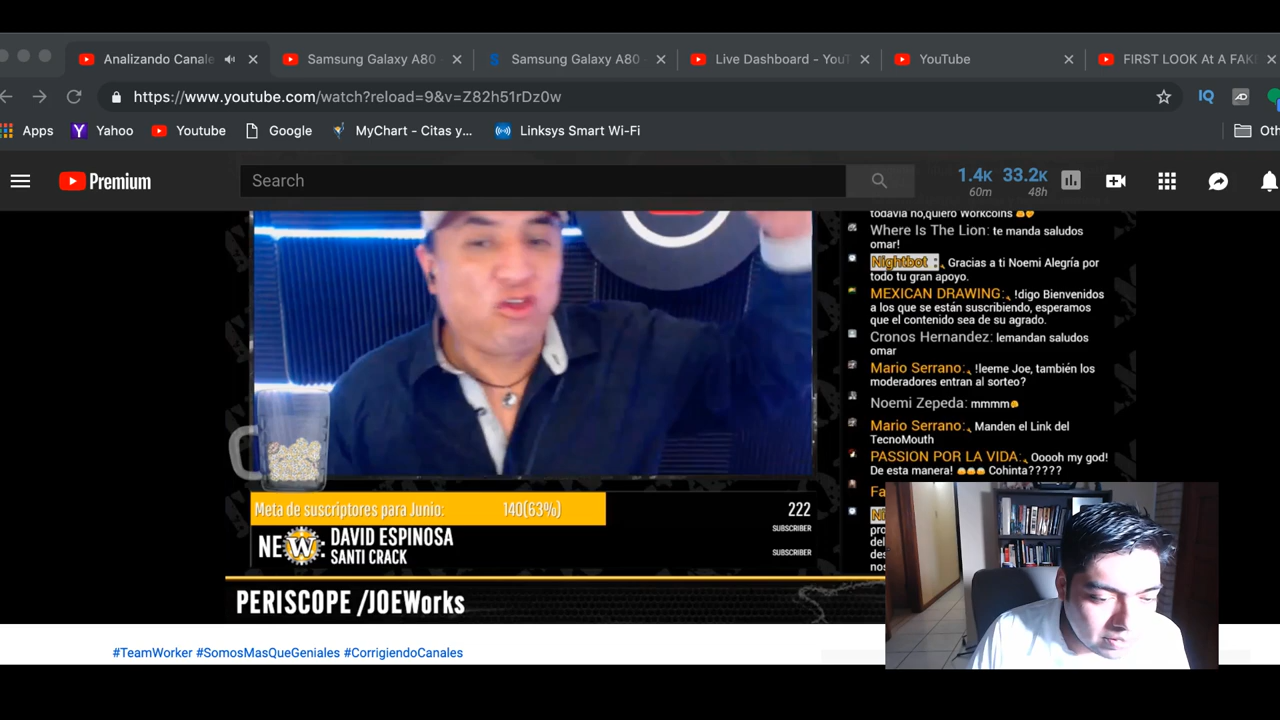 Analizando Canale
Samsung Galaxy A80
Samsung Galaxy A80
Live Dashboard - YouT
YouTube
FIRST LOOK At A FAKE
https://www.youtube.com/watch?reload=9&v=Z82h51rDz0w
IQ
Apps
Yahoo
Youtube
Google
MyChart - Citas y...
Linksys Smart Wi-Fi
Oth
Premium
Search
1.4K
60m
33.2K
48h
todavia no,quiero Workcoins
Where Is The Lion: te manda saludos
omar!
Nightbot : Gracias a ti Noemi Alegría por
todo tu gran apoyo.
MEXICAN DRAWING: !digo Bienvenidos
a los que se están suscribiendo, esperamos
que el contenido sea de su agrado.
Cronos Hernandez: lemandan saludos
omar
Mario Serrano: !leeme Joe, también los
moderadores entran al sorteo?
Noemi Zepeda: mmmm
Mario Serrano: Manden el Link del
TecnoMouth
PASSION POR LA VIDA: Ooooh my god!
De esta manera! Cohinta?????
Fa
Meta de suscriptores para Junio: 140(63%) 222
SUBSCRIBER
NEW: DAVID ESPINOSA
SANTI CRACK
SUBSCRIBER
PERISCOPE /JOEWorks
#TeamWorker #SomosMasQueGeniales #CorrigiendoCanales